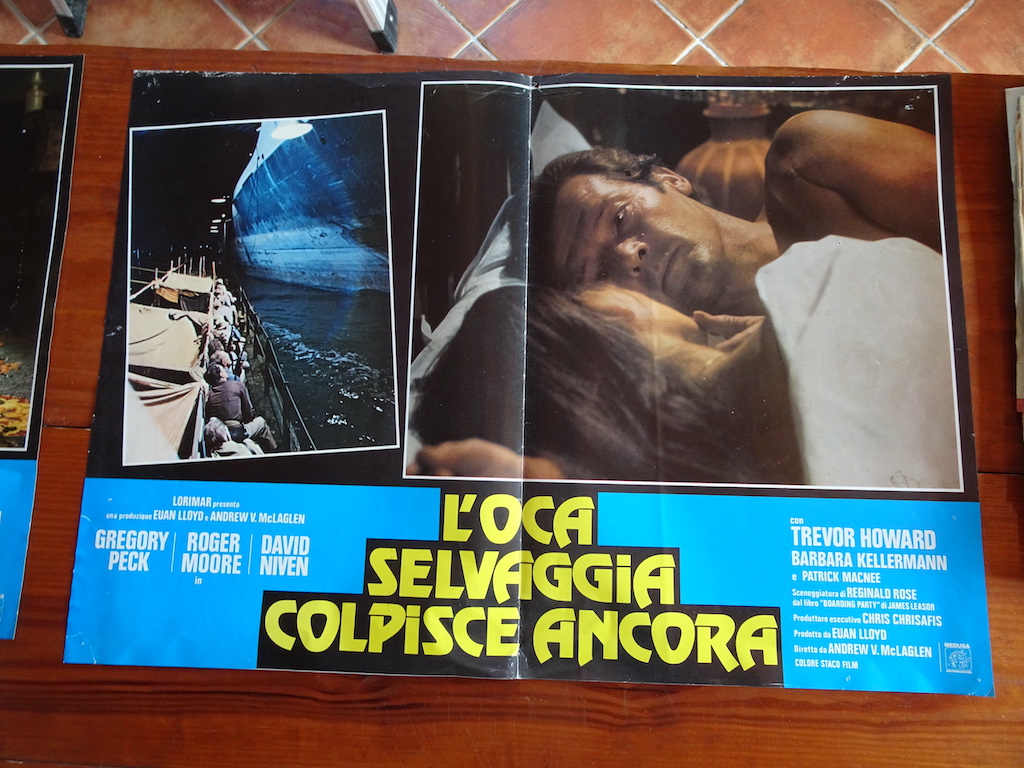 LORIMAR presenta
una produzione EUAN LLOYD e ANDREW V. McLAGLEN
GREGORY PECK
ROGER MOORE
DAVID NIVEN
in
L'OCA
SELVAGGIA
COLPISCE ANCORA
con
TREVOR HOWARD
BARBARA KELLERMANN
e PATRICK MACNEE
Sceneggiatura di REGINALD ROSE
dal libro "BOARDING PARTY" di JAMES LEASOR
Produttore esecutivo CHRIS CHRISAFIS
Prodotto da EUAN LLOYD
Diretto da ANDREW V. McLAGLEN
COLORE STACO FILM
MEDUSA